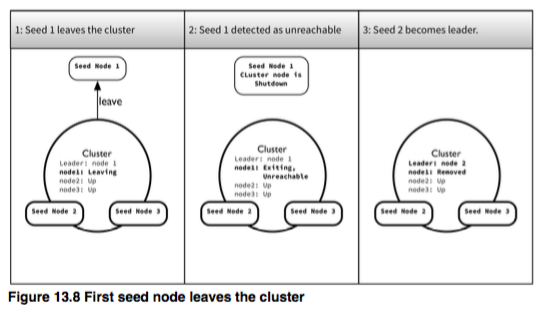 1: Seed 1 leaves the cluster
Seed Node 1
leave
Cluster
Leader: node 1
node1: Leaving
node2: Up
node3: Up
Seed Node 2
Seed Node 3
2: Seed 1 detected as unreachable
Seed Node 1
CLuster node is
Shutdown
Cluster
Leader: node 1
node1: Exiting,
Unreachable
node2: Up
node3: Up
Seed Node 2
Seed Node 3
3: Seed 2 becomes leader.
Cluster
Leader: node 2
node1: Removed
node2: Up
node3: Up
Seed Node 2
Seed Node 3
Figure 13.8 First seed node leaves the cluster